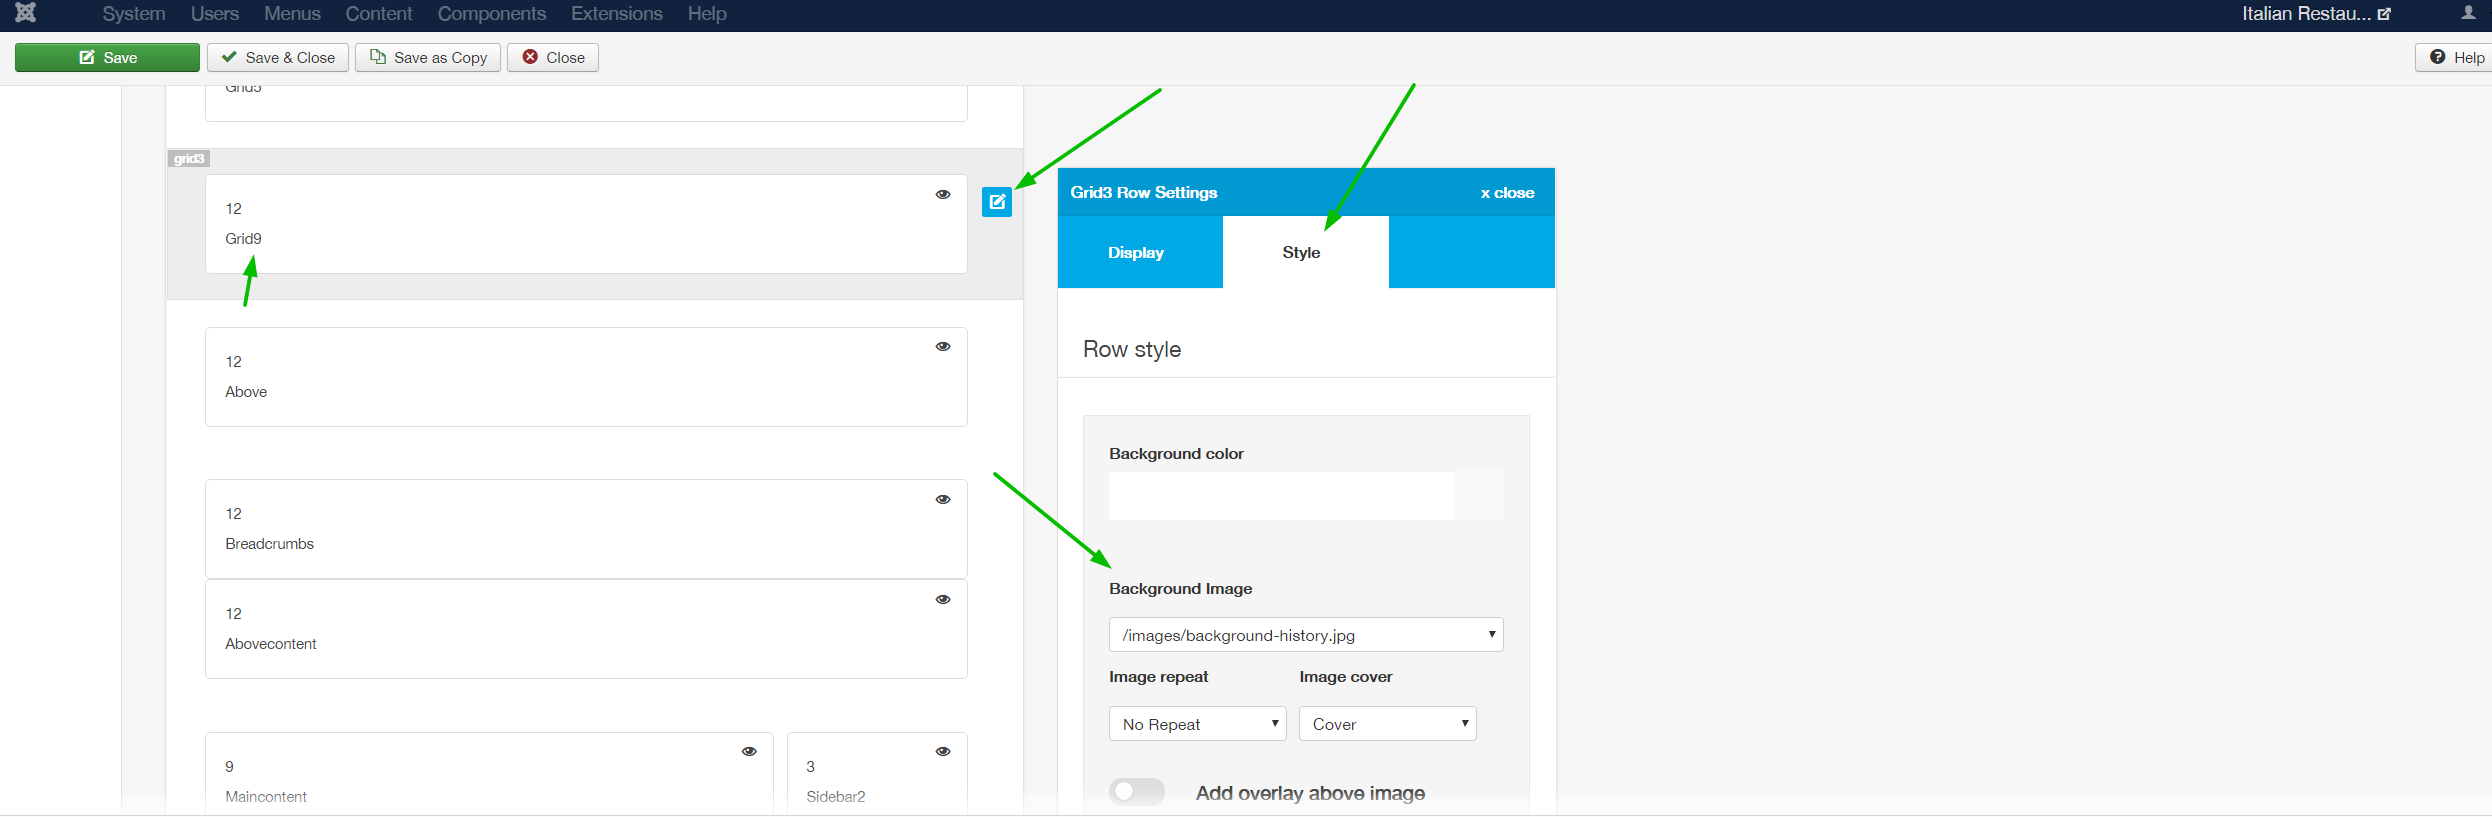 System Users Menus Content Components Extensions Help Italian Restau...
Save Save & Close Save as Copy Close Help
Grid5
grid3
12
Grid9
12
Above
12
Breadcrumbs
12
Abovecontent
9
Maincontent
3
Sidebar2
Grid3 Row Settings x close
Display Style
Row style
Background color
Background Image
/images/background-history.jpg
Image repeat Image cover
No Repeat Cover
Add overlay above image